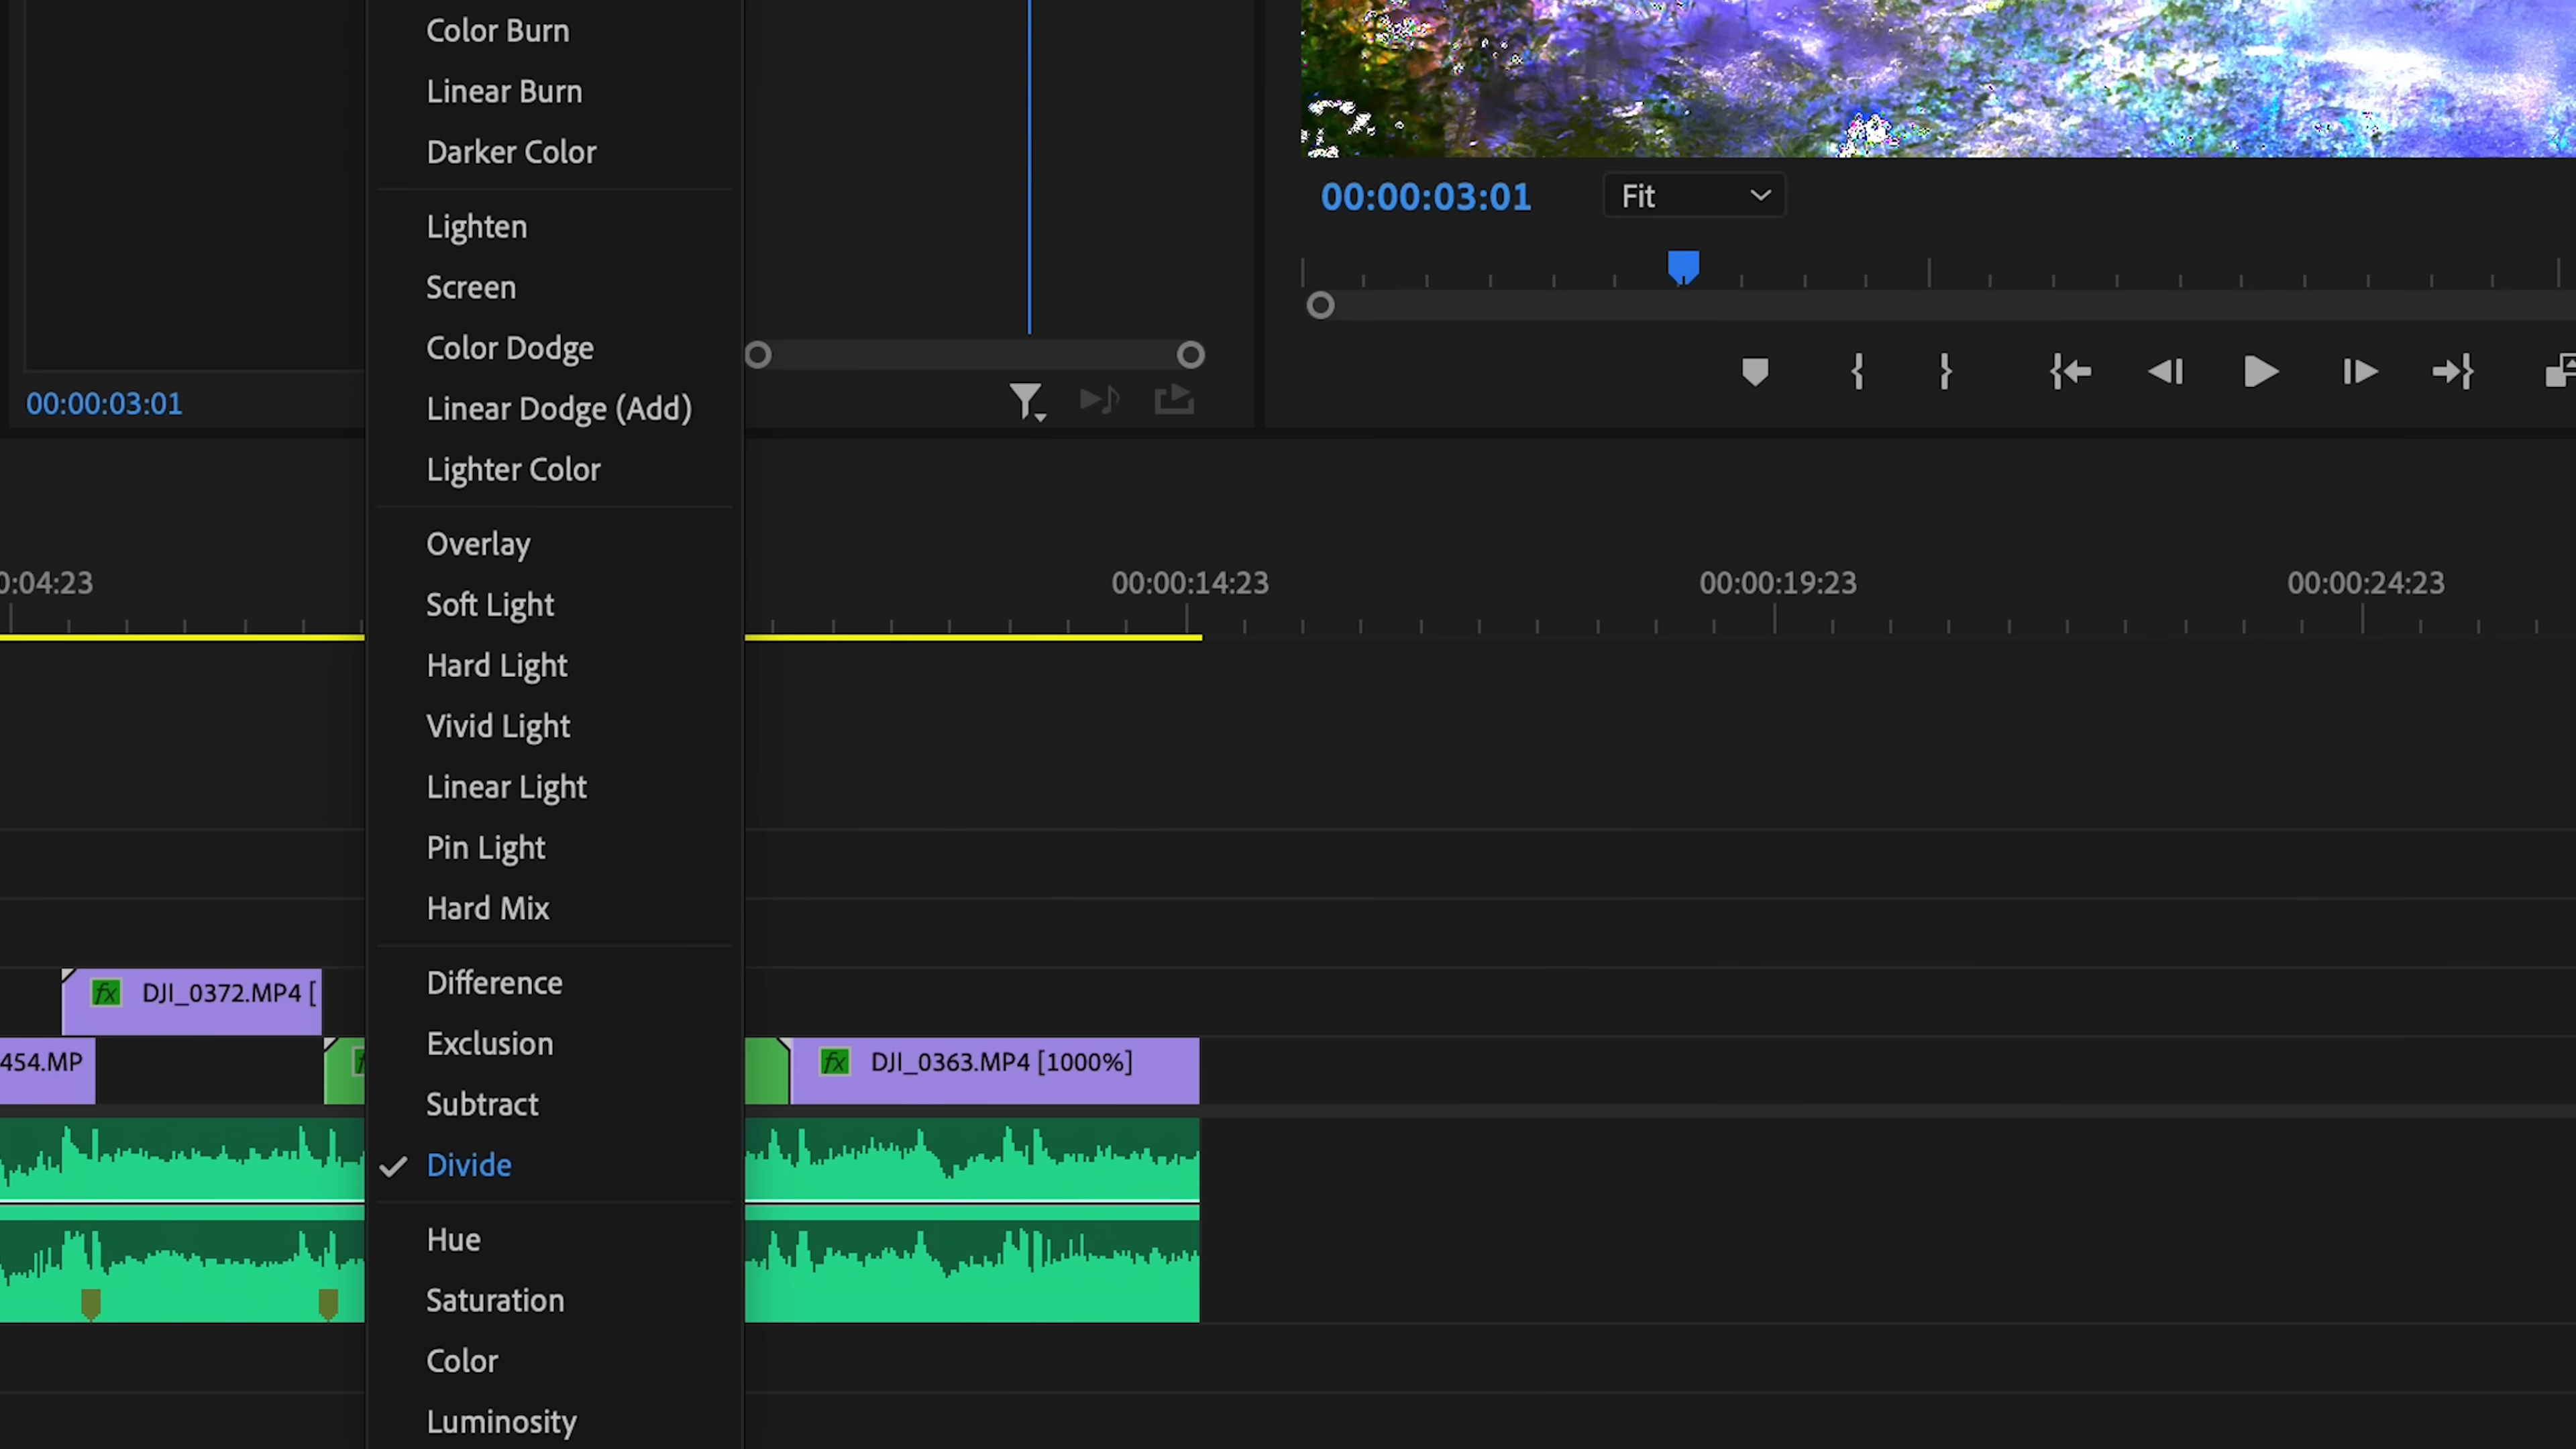 Color Burn
Linear Burn
Darker Color
Lighten
Screen
Color Dodge
Linear Dodge (Add)
Lighter Color
Overlay
Soft Light
Hard Light
Vivid Light
Linear Light
Pin Light
Hard Mix
Difference
Exclusion
Subtract
Divide
Hue
Saturation
Color
Luminosity
00:00:03:01
00:00:03:01
Fit
0:04:23
00:00:14:23
00:00:19:23
00:00:24:23
fx DJI_0372.MP4 [
454.MP
fx DJI_0363.MP4 [1000%]